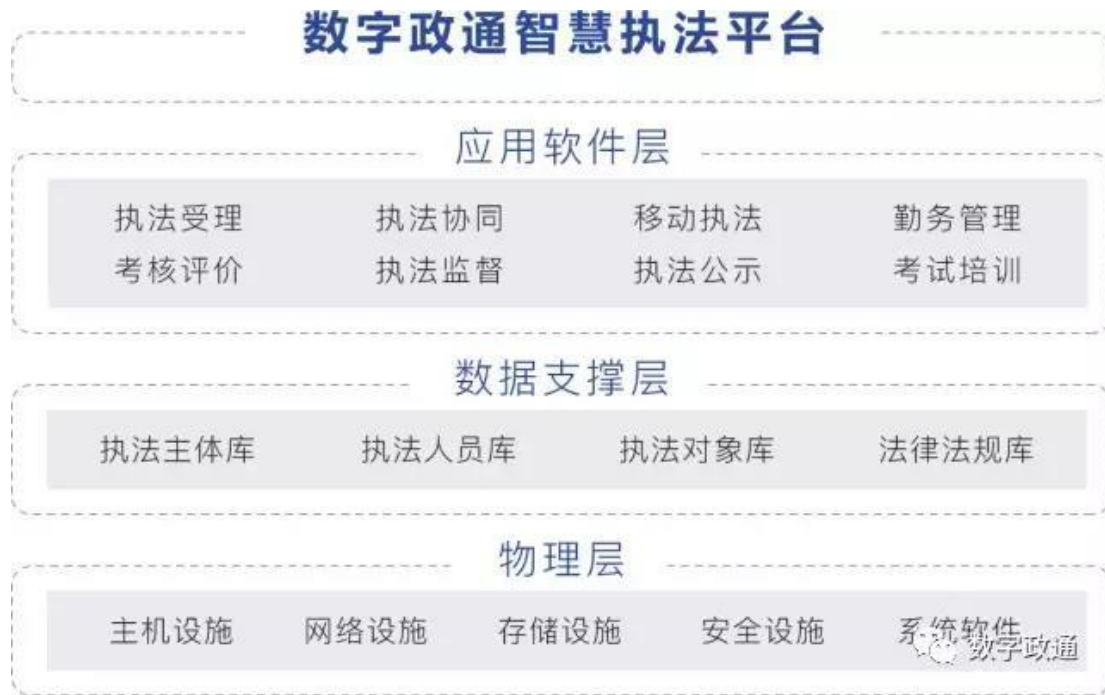 数字政通智慧执法平台
应用软件层
执法受理 执法协同 移动执法 勤务管理
考核评价 执法监督 执法公示 考试培训
数据支撑层
执法主体库 执法人员库 执法对象库 法律法规库
物理层
主机设施 网络设施 存储设施 安全设施 系统软件
数字政通